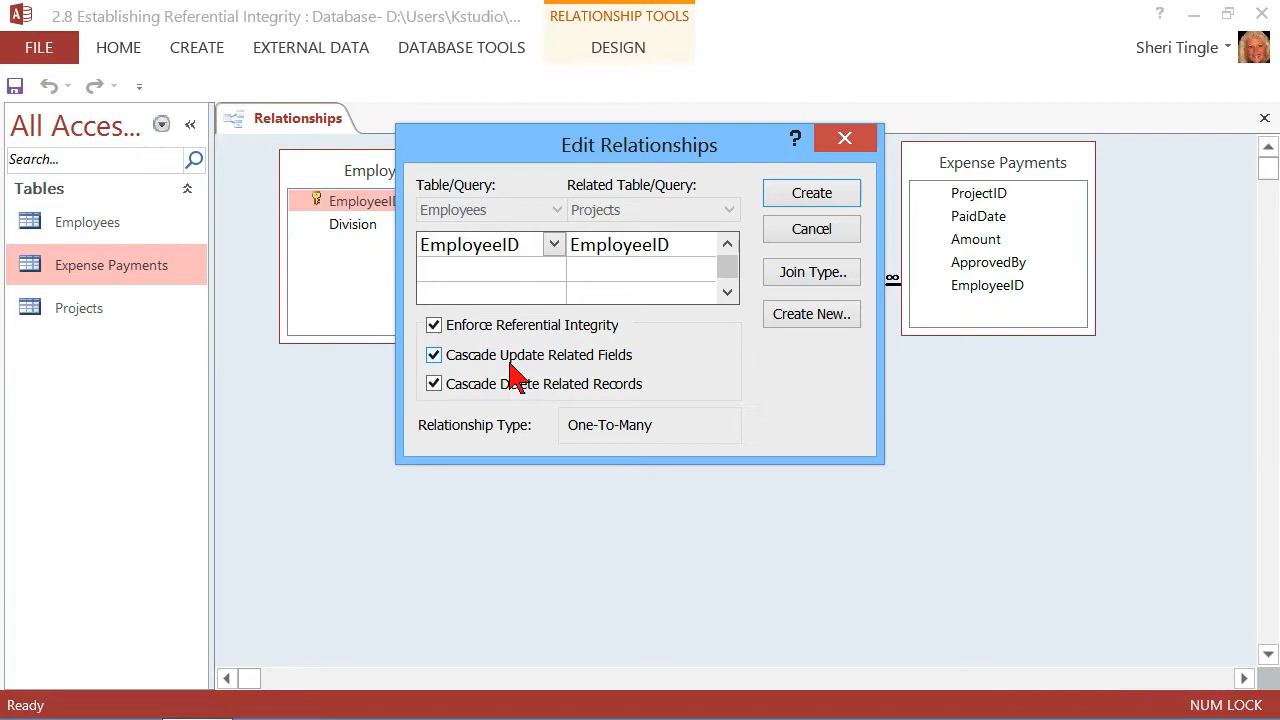 2.8 Establishing Referential Integrity : Database- D:\Users\Kstudio\...
RELATIONSHIP TOOLS
?
FILE HOME CREATE EXTERNAL DATA DATABASE TOOLS DESIGN
Sheri Tingle
All Acces...
Search...
Tables
Employees
Expense Payments
Projects
Relationships
Employ
EmployeeID
Division
Edit Relationships
?
Table/Query: Related Table/Query:
Employees Projects
EmployeeID EmployeeID
Enforce Referential Integrity
Cascade Update Related Fields
Cascade Related Records
Relationship Type: One-To-Many
Create
Cancel
Join Type..
Create New..
∞
Expense Payments
ProjectID
PaidDate
Amount
ApprovedBy
EmployeeID
Ready
NUM LOCK